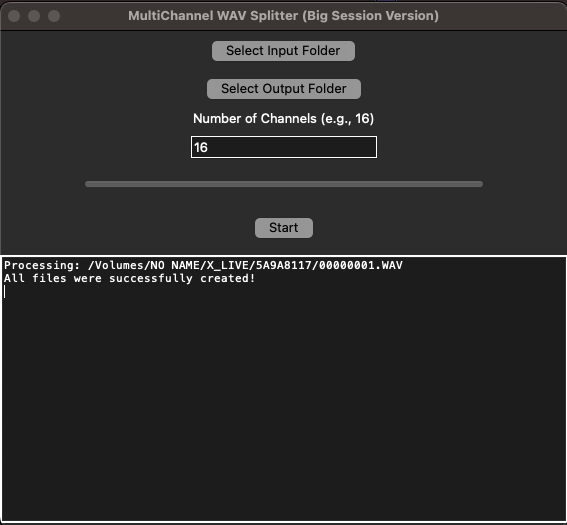 MultiChannel WAV Splitter (Big Session Version)
Select Input Folder
Select Output Folder
Number of Channels (e.g., 16)
16
Start
Processing: /Volumes/NO NAME/X_LIVE/5A9A8117/00000001.WAV
All files were successfully created!